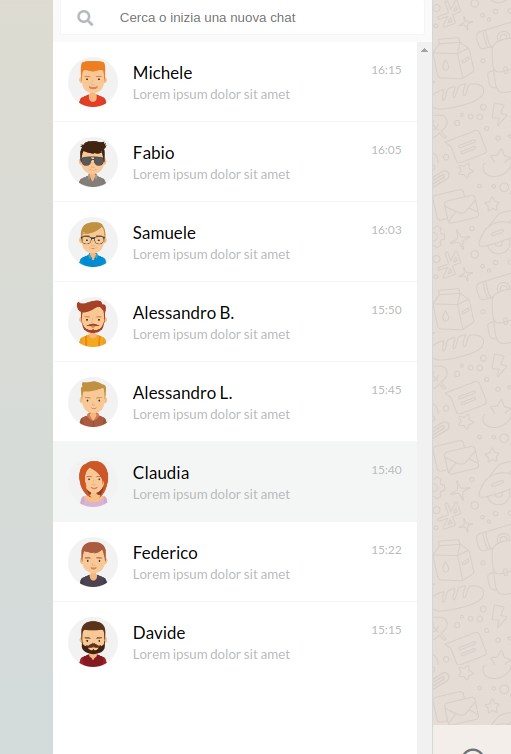 Cerca o inizia una nuova chat
Michele 16:15
Lorem ipsum dolor sit amet
Fabio 16:05
Lorem ipsum dolor sit amet
Samuele 16:03
Lorem ipsum dolor sit amet
Alessandro B. 15:50
Lorem ipsum dolor sit amet
Alessandro L. 15:45
Lorem ipsum dolor sit amet
Claudia 15:40
Lorem ipsum dolor sit amet
Federico 15:22
Lorem ipsum dolor sit amet
Davide 15:15
Lorem ipsum dolor sit amet